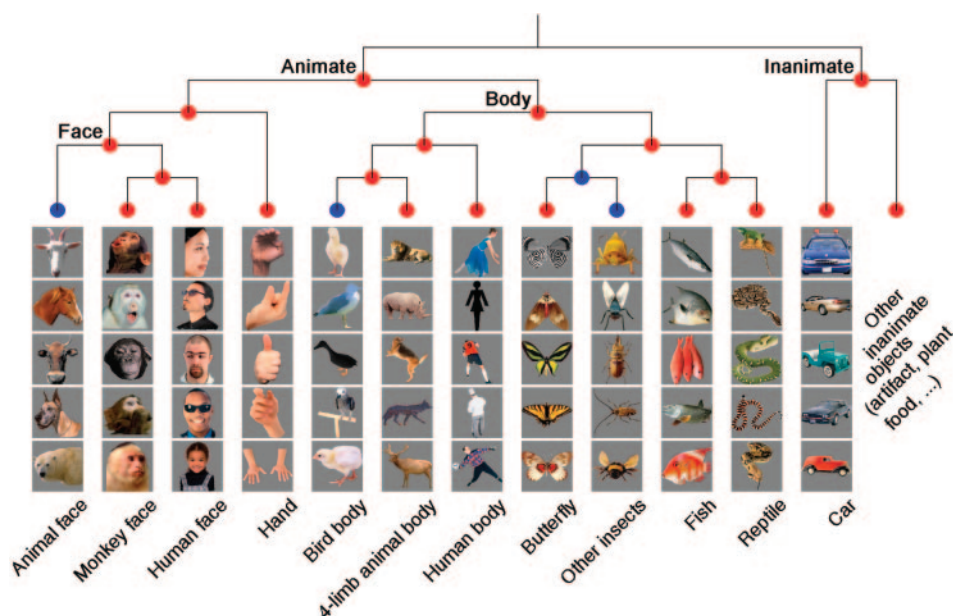 Animate
Inanimate
Body
Face
Other
inanimate
objects
(artifact, plant
food, ...)
Animal face
Monkey face
Human face
Hand
Bird body
4-limb animal body
Human body
Butterfly
Other insects
Fish
Reptile
Car